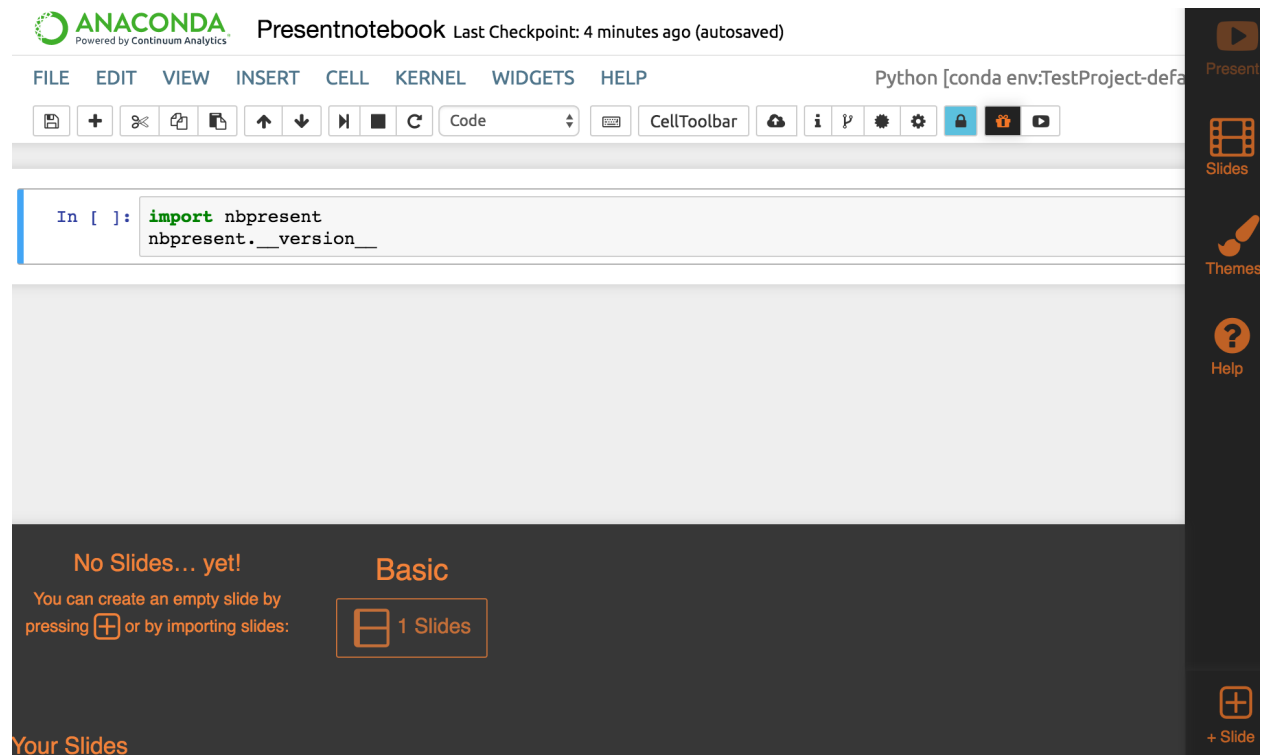 ANACONDA
Powered by Continuum Analytics
Presentnotebook Last Checkpoint: 4 minutes ago (autosaved)
FILE EDIT VIEW INSERT CELL KERNEL WIDGETS HELP
Python [conda env:TestProject-defa
Code CellToolbar
In [ ]: import nbpresent
nbpresent.__version__
Present
Slides
Themes
Help
No Slides... yet!
You can create an empty slide by
pressing or by importing slides:
Basic
1 Slides
Your Slides
+ Slide